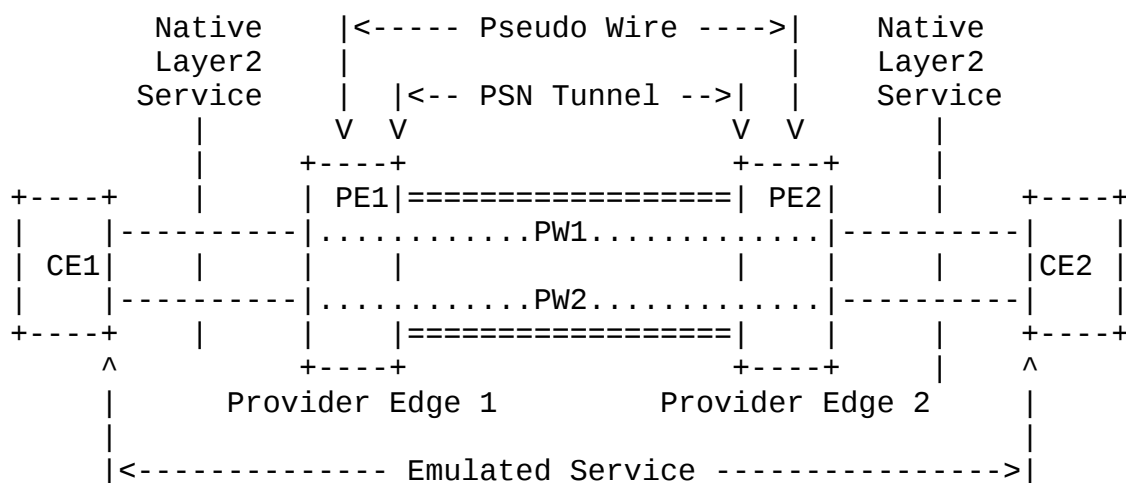 Native |<----- Pseudo Wire ---->| Native
Layer2 | | Layer2
Service | |<-- PSN Tunnel -->| | Service
| V V V V |
| +----+ +----+ |
+----+ | | PE1|==================| PE2| | +----+
| |----------|............PW1.............|----------| |
| CE1| | | | | | | |CE2 |
| |----------|............PW2.............|----------| |
+----+ | | |==================| | | +----+
^ +----+ +----+ | ^
| Provider Edge 1 Provider Edge 2 |
| |
|<-------------- Emulated Service ---------------->|